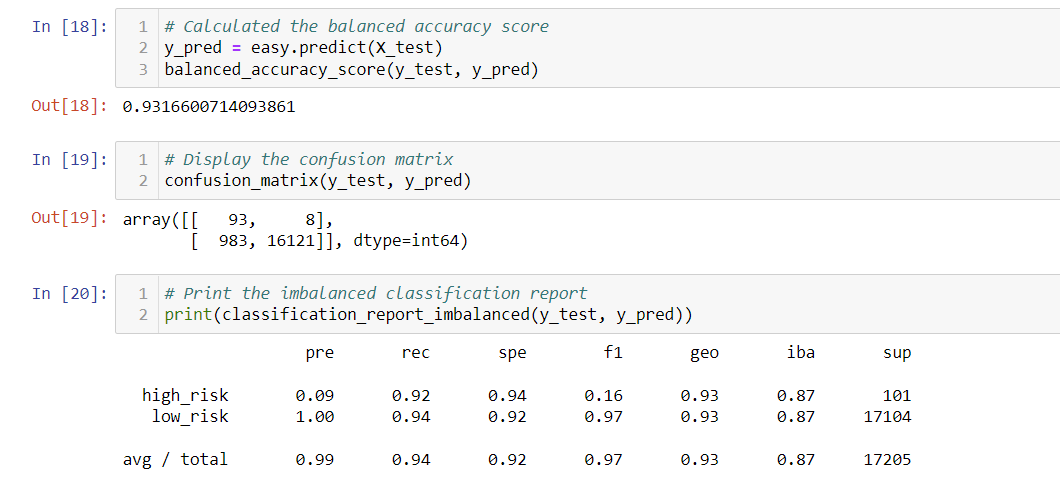 In [18]: 1 # Calculated the balanced accuracy score
2 y_pred = easy.predict(X_test)
3 balanced_accuracy_score(y_test, y_pred)
Out[18]: 0.9316600714093861
In [19]: 1 # Display the confusion matrix
2 confusion_matrix(y_test, y_pred)
Out[19]: array([[   93,     8],
[  983, 16121]], dtype=int64)
In [20]: 1 # Print the imbalanced classification report
2 print(classification_report_imbalanced(y_test, y_pred))
pre rec spe f1 geo iba sup
high_risk 0.09 0.92 0.94 0.16 0.93 0.87 101
low_risk 1.00 0.94 0.92 0.97 0.93 0.87 17104
avg / total 0.99 0.94 0.92 0.97 0.93 0.87 17205